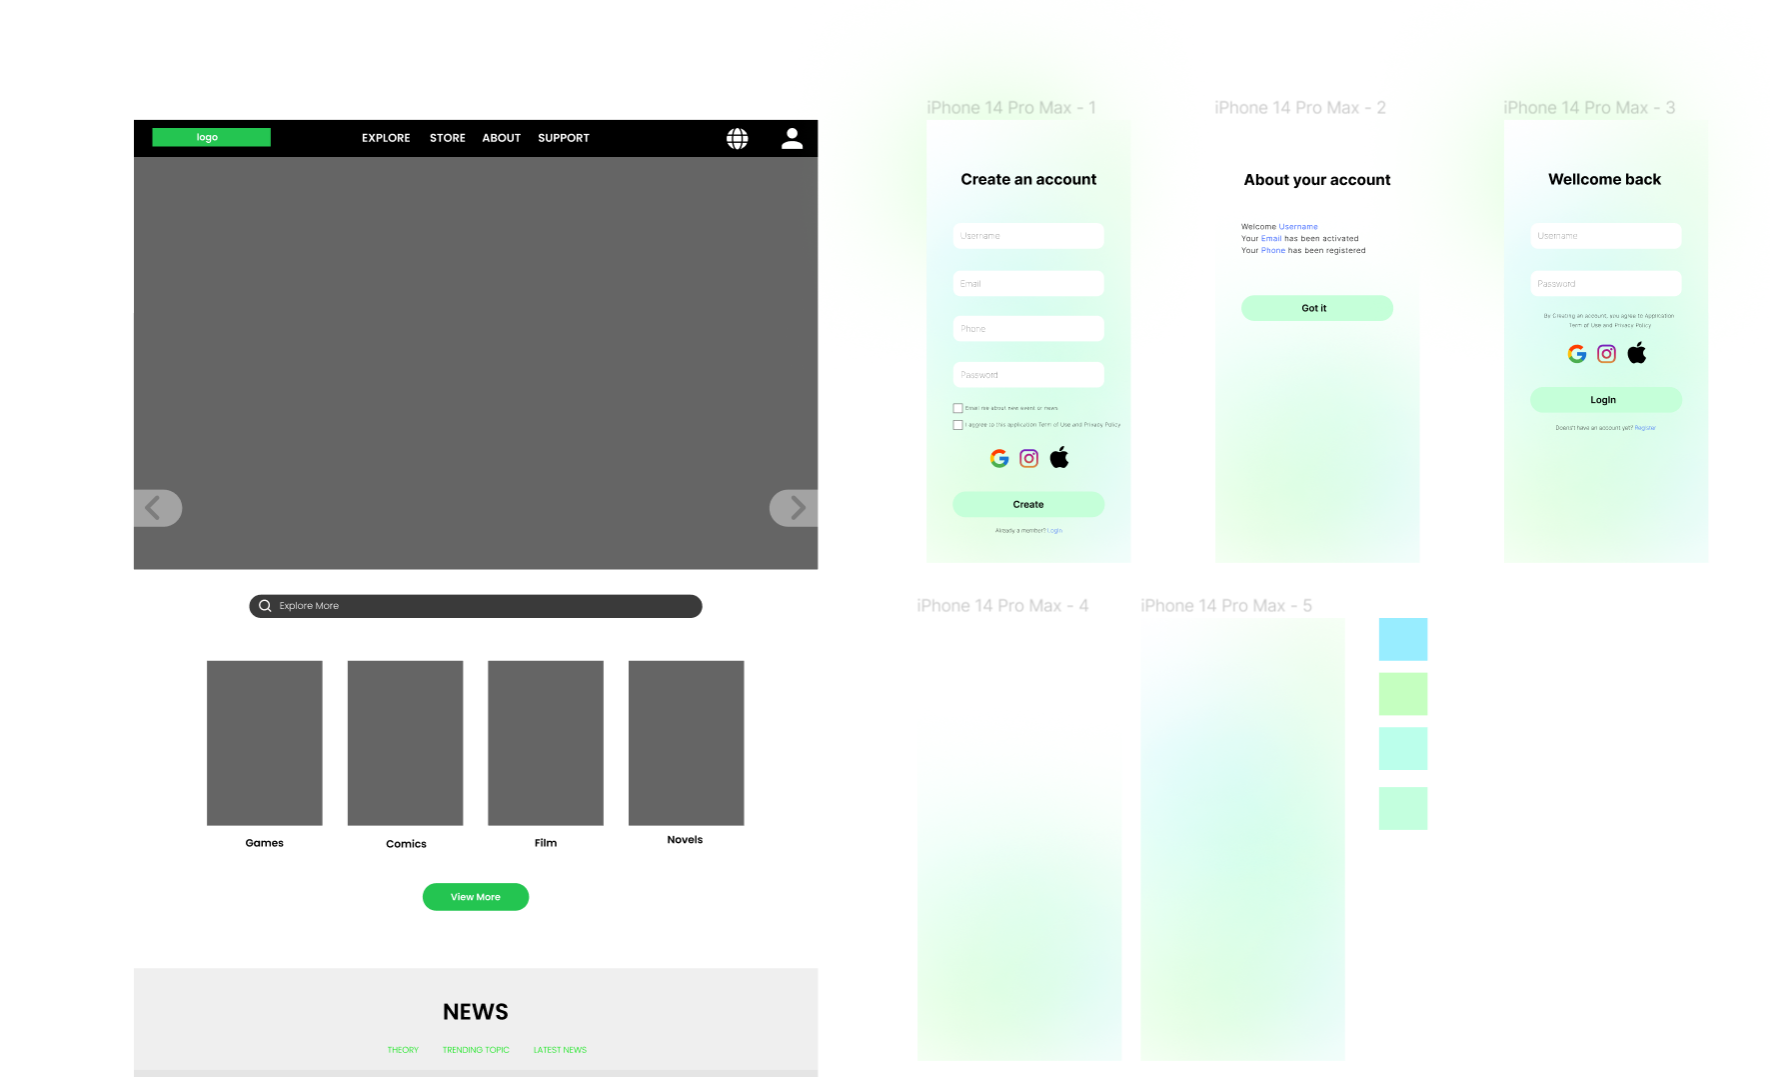 logo
EXPLORE STORE ABOUT SUPPORT
Explore More
Games
Comics
Film
Novels
View More
NEWS
THEORY TRENDING TOPIC LATEST NEWS
iPhone 14 Pro Max - 1
Create an account
Username
Email
Phone
Password
Email me about new event or news
I aggree to this application Term of Use and Privacy Policy
Create
Already a member? Login
iPhone 14 Pro Max - 2
About your account
Welcome Username
Your Email has been activated
Your Phone has been registered
Got it
iPhone 14 Pro Max - 3
Wellcome back
Username
Password
By Creating an account, you agree to Application
Term of Use and Privacy Policy
LogIn
Doens't have an account yet? Register
iPhone 14 Pro Max - 4
iPhone 14 Pro Max - 5